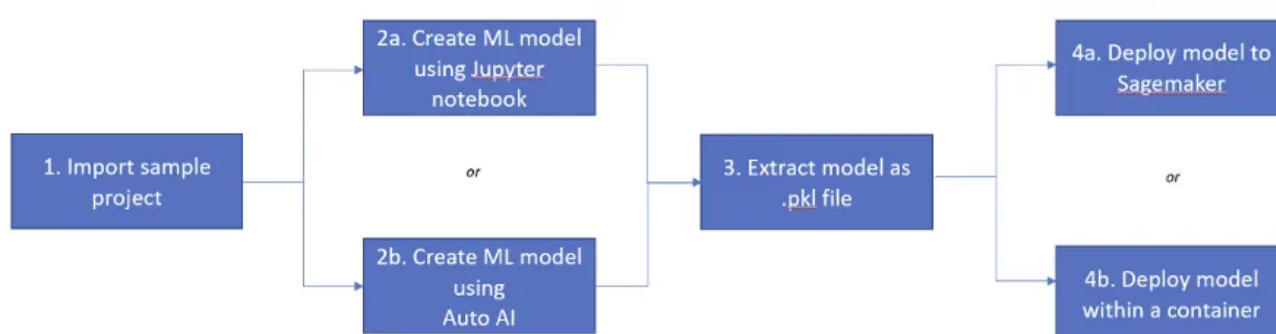 1. Import sample
project
2a. Create ML model
using Jupyter
notebook
or
2b. Create ML model
using
Auto AI
3. Extract model as
.pkl file
4a. Deploy model to
Sagemaker
or
4b. Deploy model
within a container